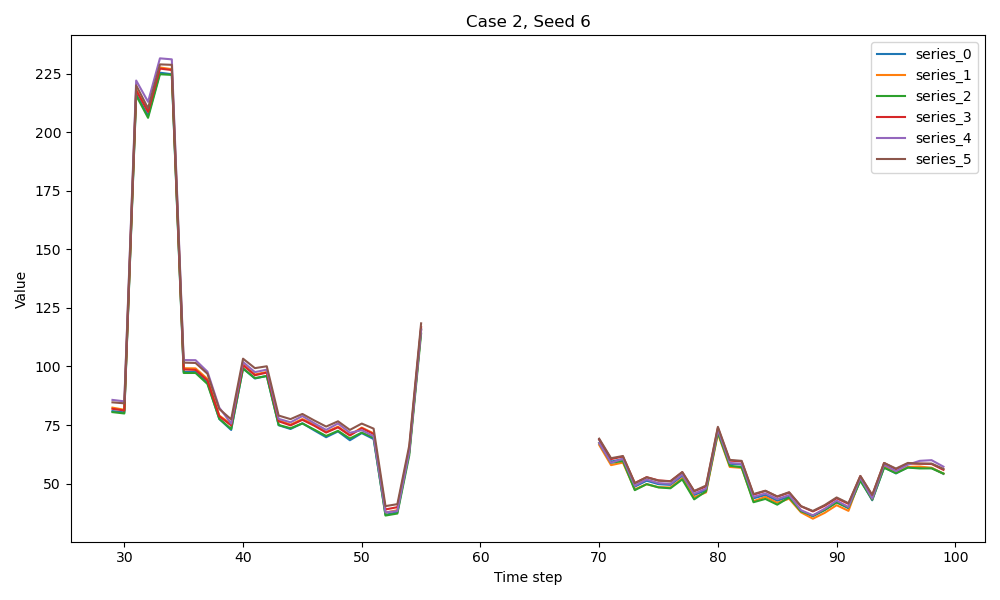 Case 2, Seed 6
series_0
series_1
series_2
series_3
series_4
series_5
Value
225
200
175
150
125
100
75
50
30 40 50 60 70 80 90 100
Time step